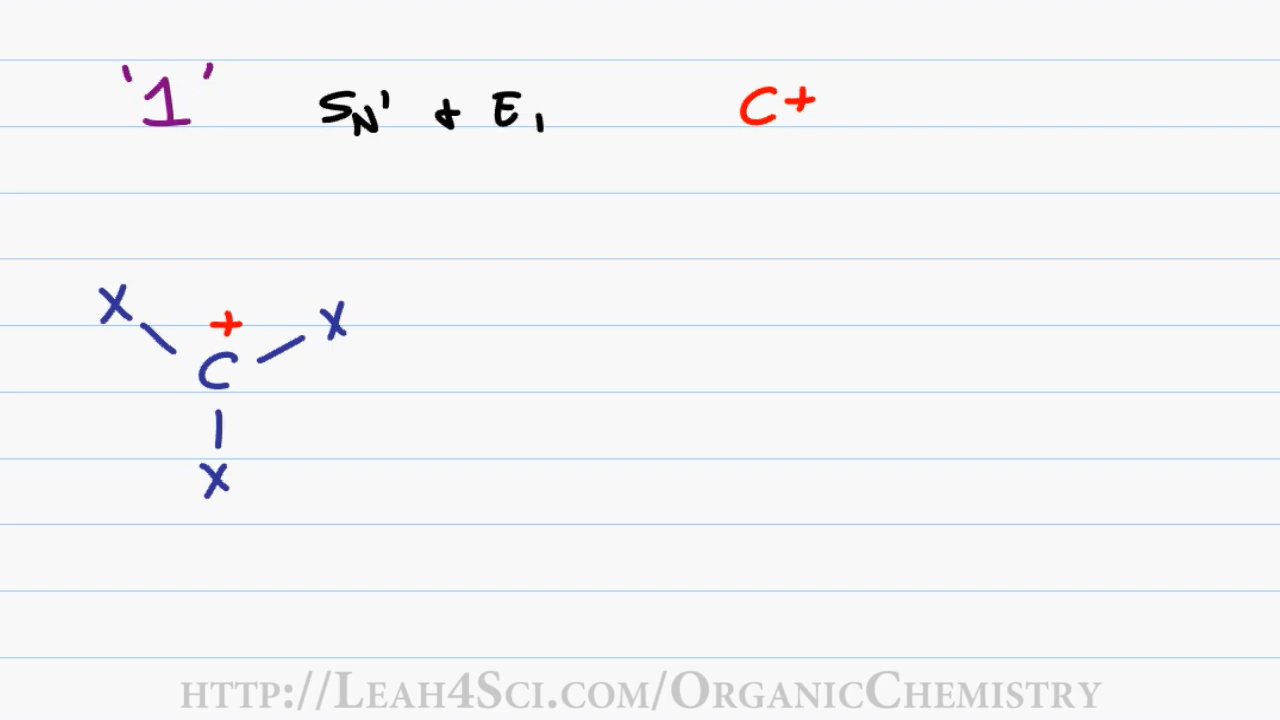 '1' SN1 + E1 C+
X + X
C
X
HTTP://LEAH4SCI.COM/ORGANICCHEMISTRY